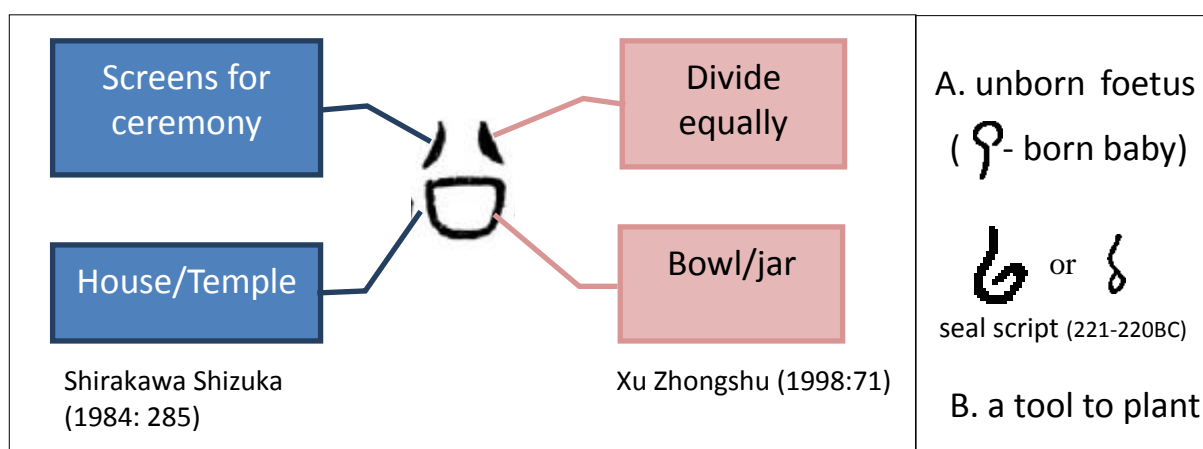 Screens for
ceremony
Divide
equally
House/Temple
Bowl/jar
Shirakawa Shizuka
(1984: 285)
Xu Zhongshu (1998:71)
A. unborn foetus
( - born baby)
or
seal script (221-220BC)
B. a tool to plant